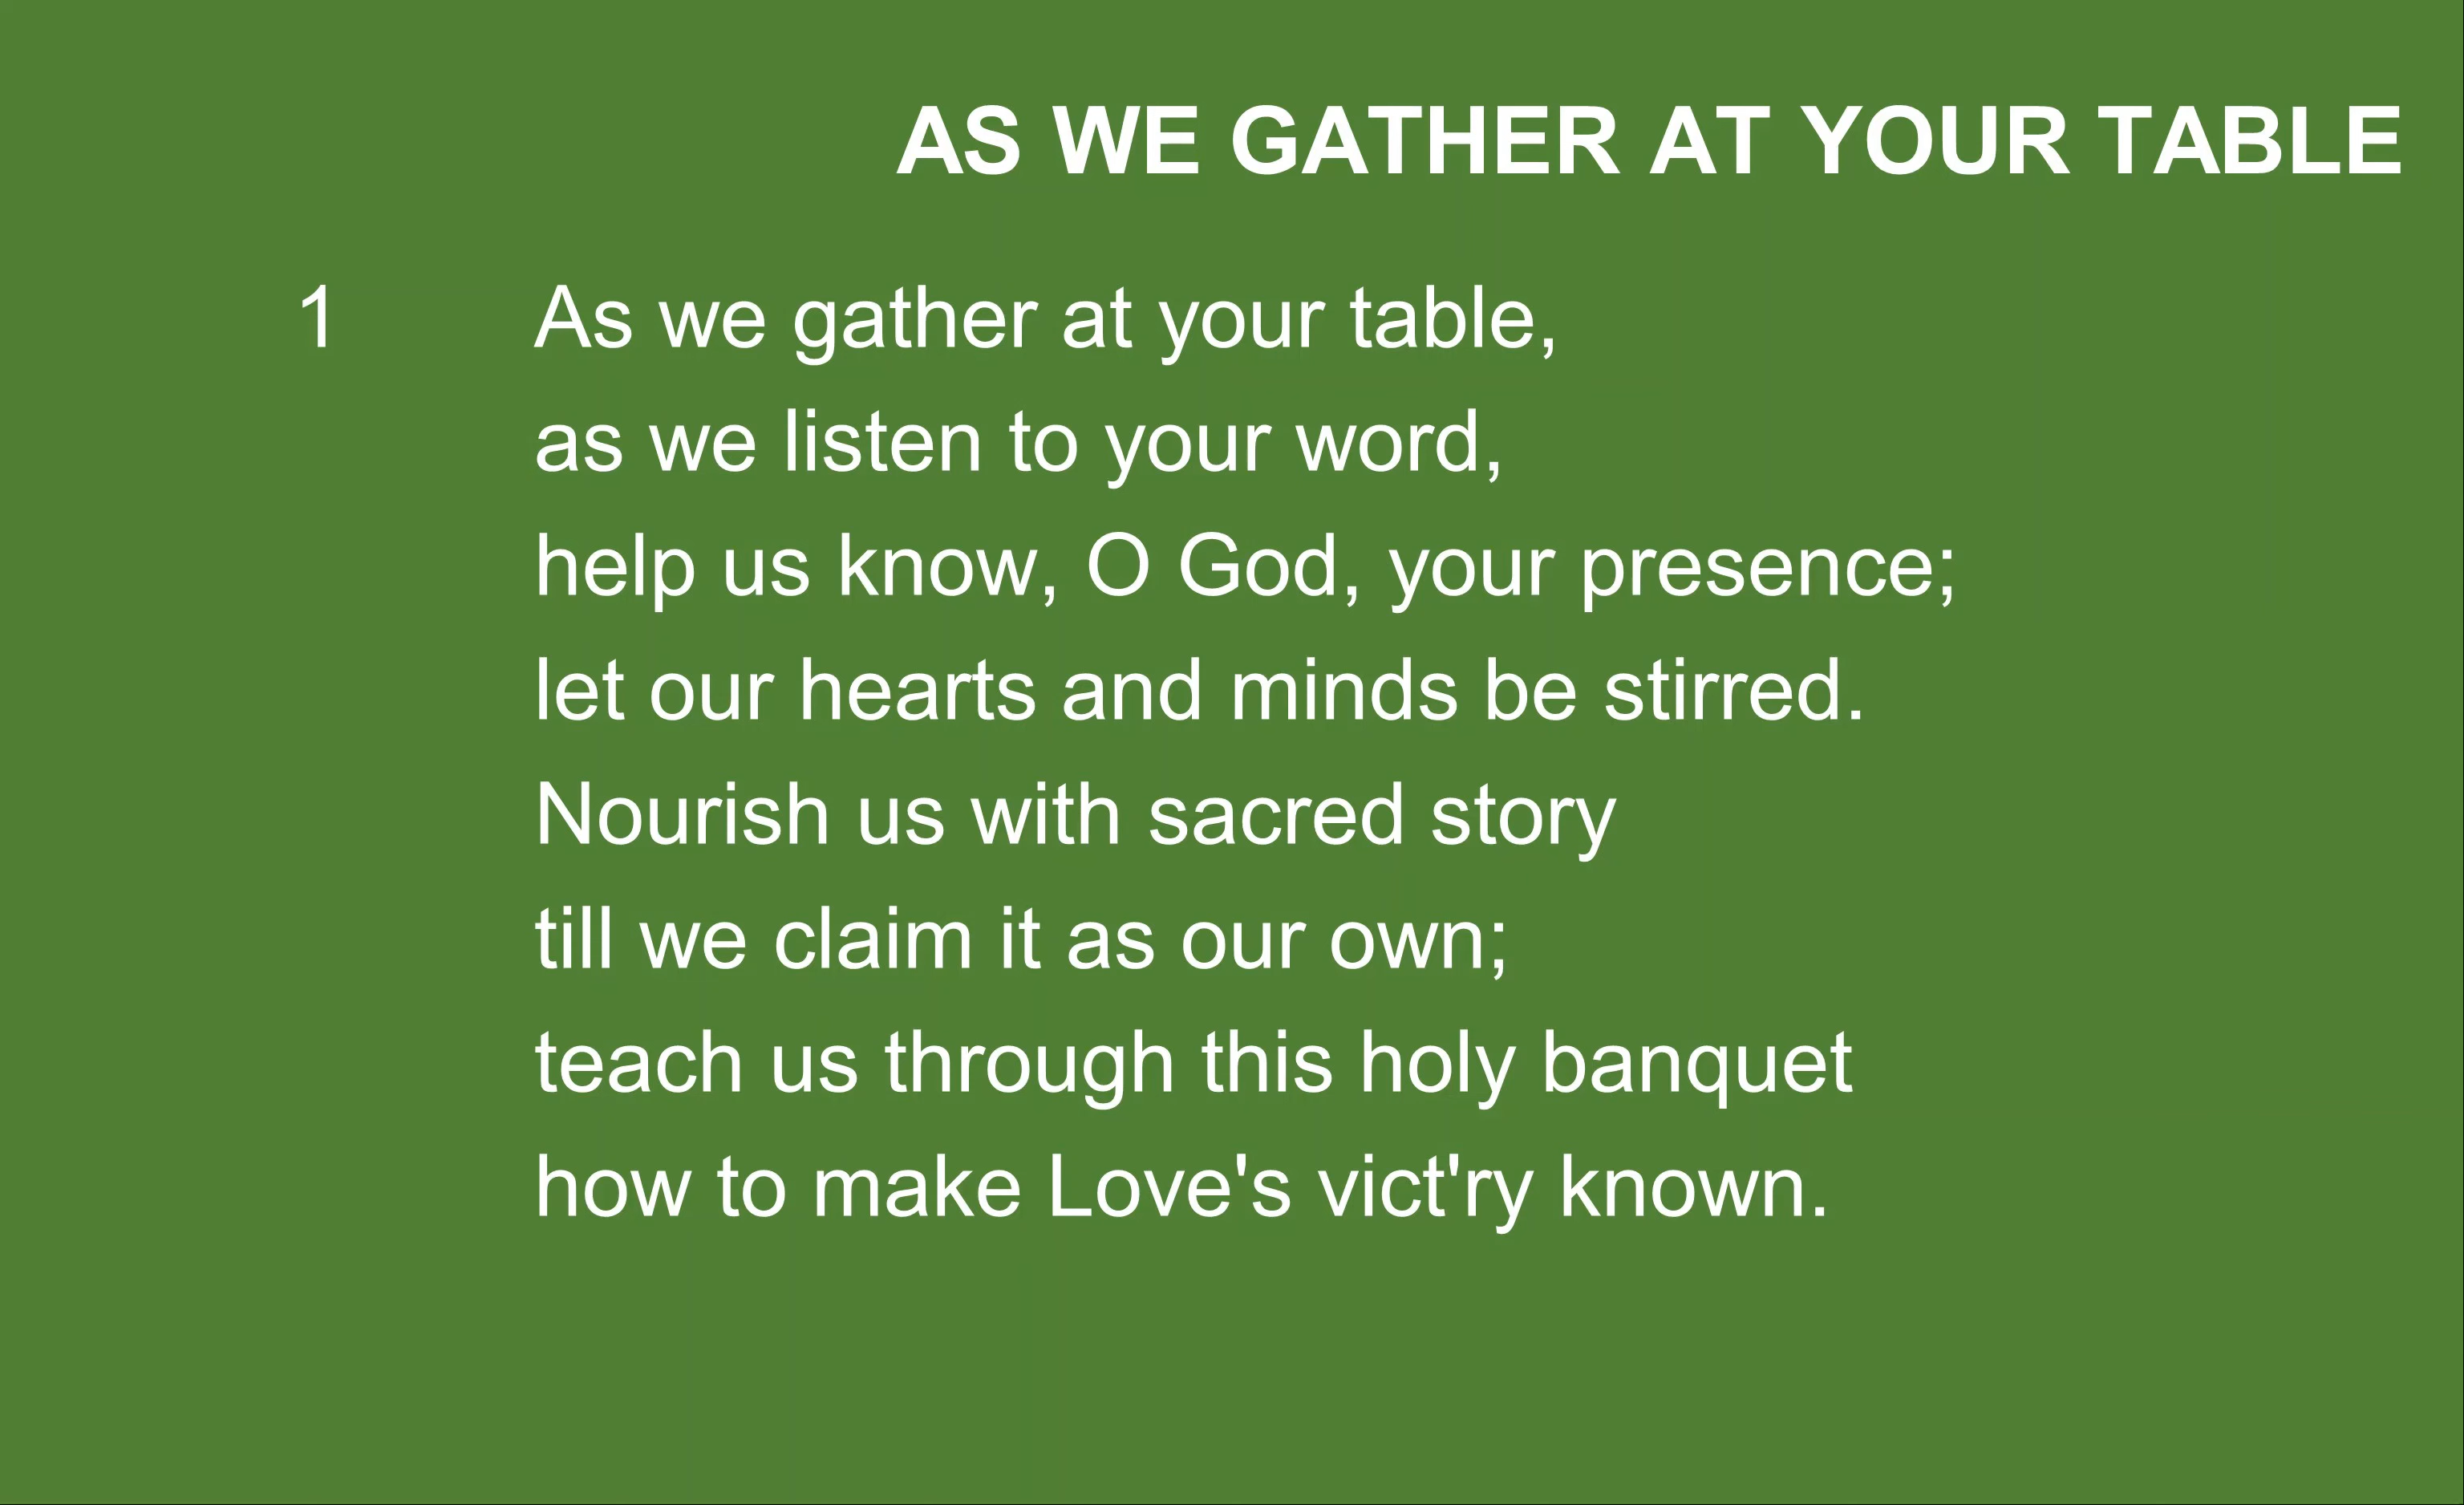 AS WE GATHER AT YOUR TABLE
1 As we gather at your table,
as we listen to your word,
help us know, O God, your presence;
let our hearts and minds be stirred.
Nourish us with sacred story
till we claim it as our own;
teach us through this holy banquet
how to make Love's vict'ry known.